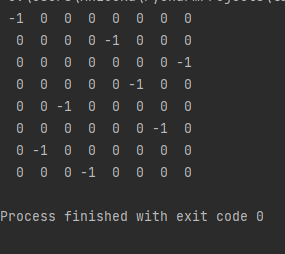 -1 0 0 0 0 0 0 0
0 0 0 0 -1 0 0 0
0 0 0 0 0 0 0 -1
0 0 0 0 0 -1 0 0
0 0 -1 0 0 0 0 0
0 0 0 0 0 0 -1 0
0 -1 0 0 0 0 0 0
0 0 0 -1 0 0 0 0
Process finished with exit code 0